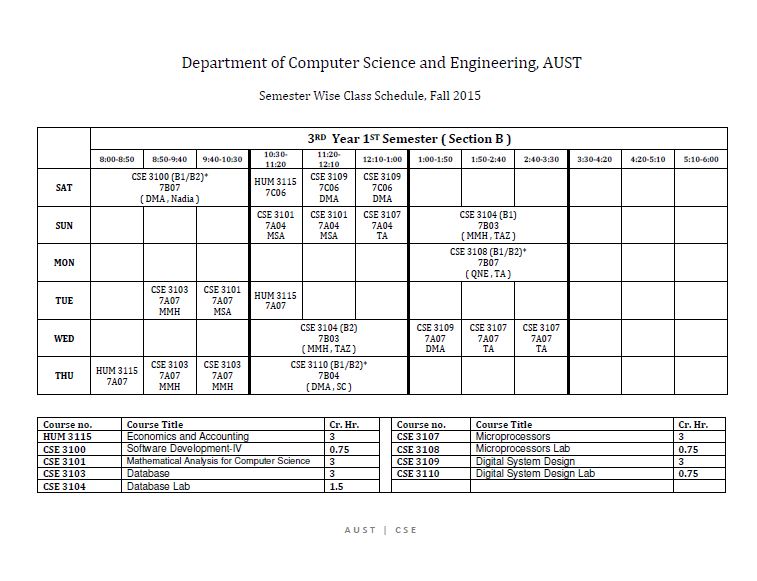 Department of Computer Science and Engineering, AUST
Semester Wise Class Schedule, Fall 2015
3RD Year 1ST Semester ( Section B )
8:00-8:50 8:50-9:40 9:40-10:30 10:30-11:20 11:20-12:10 12:10-1:00 1:00-1:50 1:50-2:40 2:40-3:30 3:30-4:20 4:20-5:10 5:10-6:00
SAT
CSE 3100 (B1/B2)*
7B07
( DMA , Nadia )
HUM 3115
7C06
CSE 3109
7C06
DMA
CSE 3109
7C06
DMA
SUN
CSE 3101
7A04
MSA
CSE 3101
7A04
MSA
CSE 3107
7A04
TA
CSE 3104 (B1)
7B03
( MMH , TAZ )
MON
CSE 3108 (B1/B2)*
7B07
( QNE , TA )
TUE
CSE 3103
7A07
MMH
CSE 3101
7A07
MSA
HUM 3115
7A07
WED
CSE 3104 (B2)
7B03
( MMH , TAZ )
CSE 3109
7A07
DMA
CSE 3107
7A07
TA
CSE 3107
7A07
TA
THU
HUM 3115
7A07
CSE 3103
7A07
MMH
CSE 3103
7A07
MMH
CSE 3110 (B1/B2)*
7B04
( DMA , SC )
Course no. Course Title Cr. Hr.
HUM 3115 Economics and Accounting 3
CSE 3100 Software Development-IV 0.75
CSE 3101 Mathematical Analysis for Computer Science 3
CSE 3103 Database 3
CSE 3104 Database Lab 1.5
Course no. Course Title Cr. Hr.
CSE 3107 Microprocessors 3
CSE 3108 Microprocessors Lab 0.75
CSE 3109 Digital System Design 3
CSE 3110 Digital System Design Lab 0.75
AUST | CSE